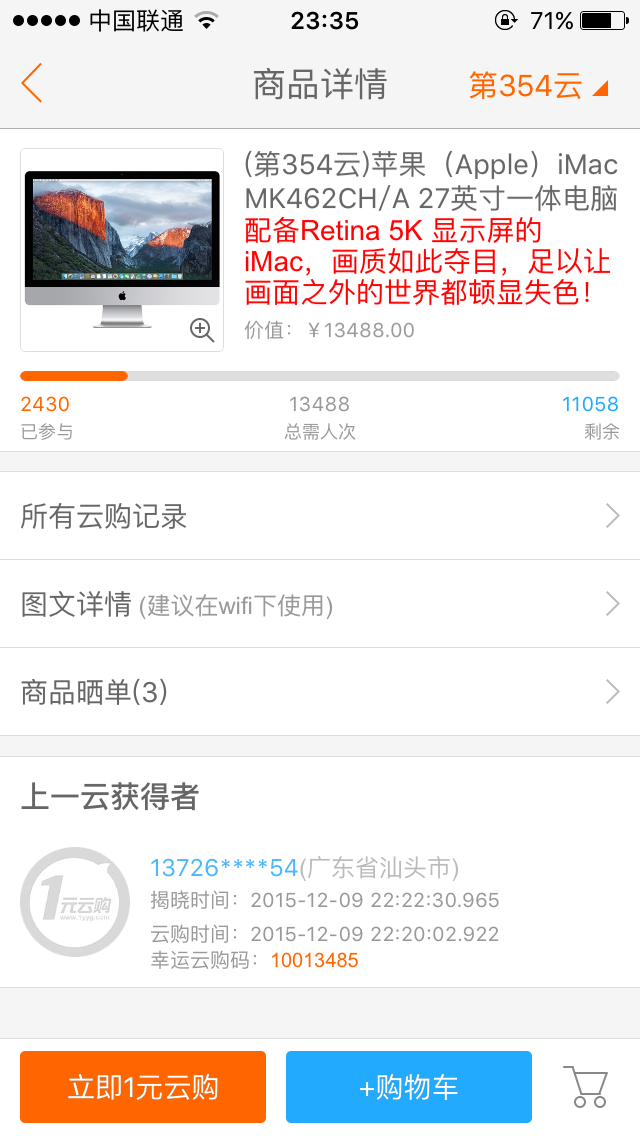 中国联通 23:35 71%
商品详情 第354云
(第354云)苹果（Apple）iMac
MK462CH/A 27英寸一体电脑
配备Retina 5K 显示屏的
iMac，画质如此夺目，足以让
画面之外的世界都顿显失色！
价值：￥13488.00
2430 13488 11058
已参与 总需人次 剩余
所有云购记录
图文详情 (建议在wifi下使用)
商品晒单(3)
上一云获得者
1元云购
www.1yyg.com
13726****54(广东省汕头市)
揭晓时间：2015-12-09 22:22:30.965
云购时间：2015-12-09 22:20:02.922
幸运云购码：10013485
立即1元云购 +购物车